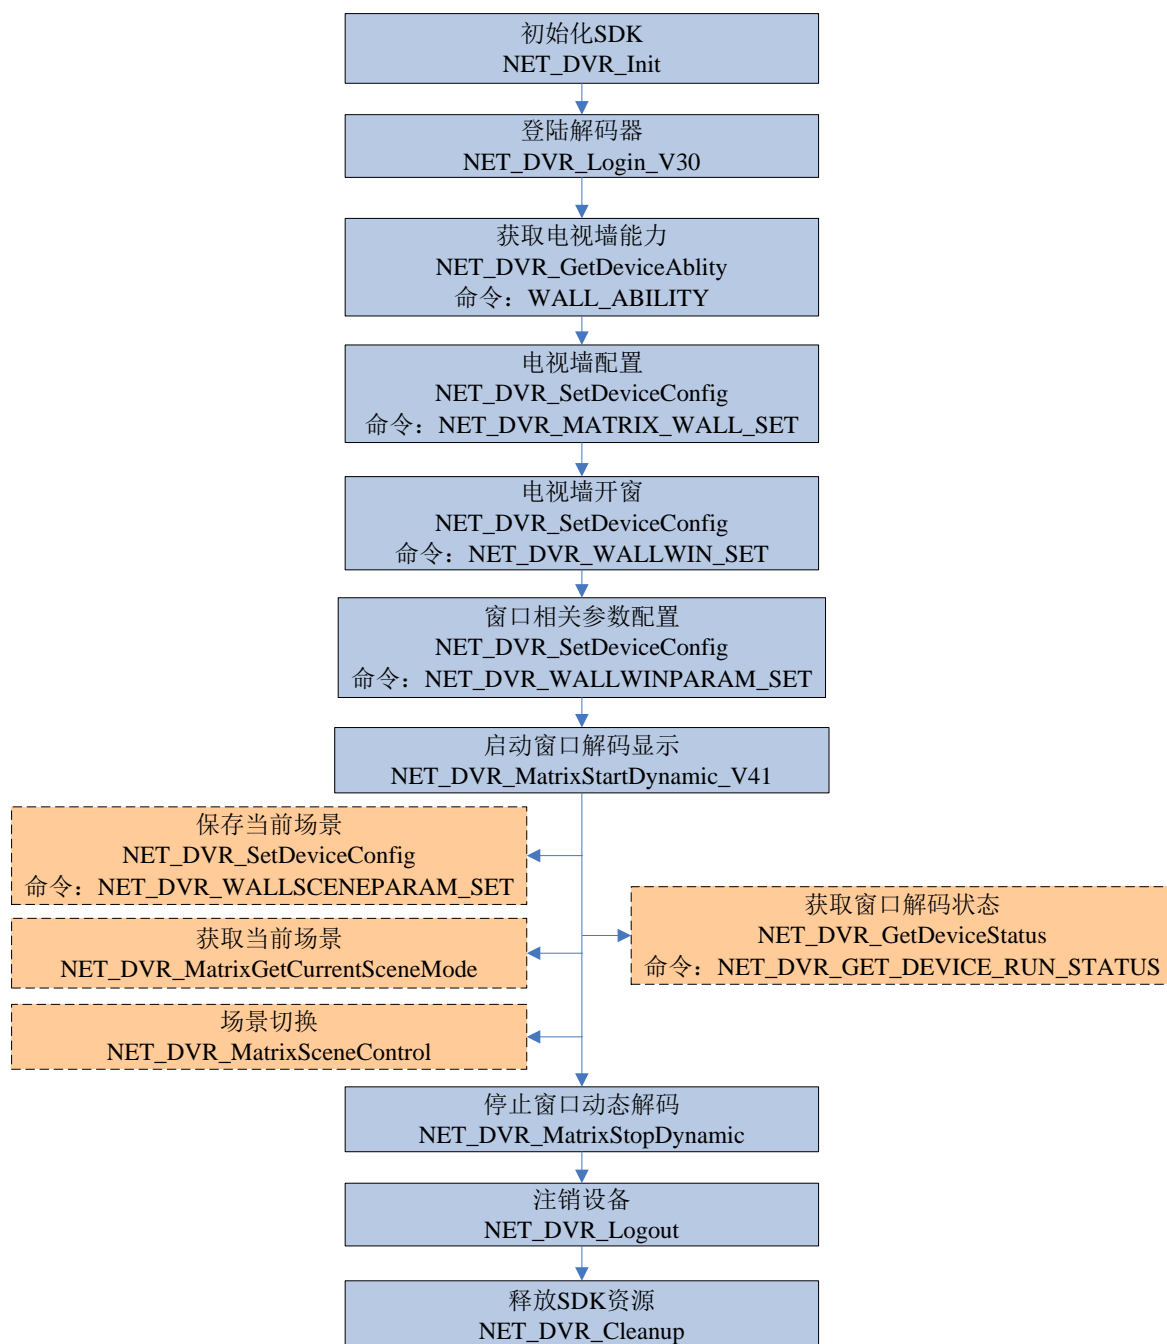 初始化SDK
NET_DVR_Init
登陆解码器
NET_DVR_Login_V30
获取电视墙能力
NET_DVR_GetDeviceAblity
命令：WALL_ABILITY
电视墙配置
NET_DVR_SetDeviceConfig
命令：NET_DVR_MATRIX_WALL_SET
电视墙开窗
NET_DVR_SetDeviceConfig
命令：NET_DVR_WALLWIN_SET
窗口相关参数配置
NET_DVR_SetDeviceConfig
命令：NET_DVR_WALLWINPARAM_SET
启动窗口解码显示
NET_DVR_MatrixStartDynamic_V41
保存当前场景
NET_DVR_SetDeviceConfig
命令：NET_DVR_WALLSCENEPARAM_SET
获取窗口解码状态
NET_DVR_GetDeviceStatus
命令：NET_DVR_GET_DEVICE_RUN_STATUS
获取当前场景
NET_DVR_MatrixGetCurrentSceneMode
场景切换
NET_DVR_MatrixSceneControl
停止窗口动态解码
NET_DVR_MatrixStopDynamic
注销设备
NET_DVR_Logout
释放SDK资源
NET_DVR_Cleanup